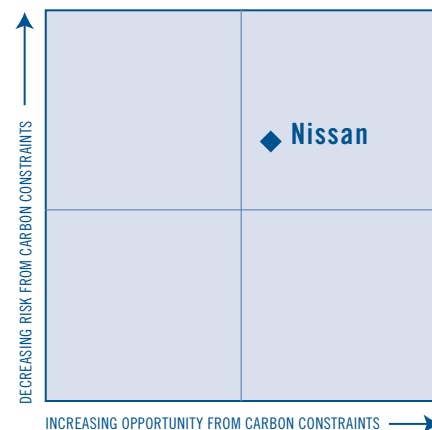 Nissan
DECREASING RISK FROM CARBON CONSTRAINTS
INCREASING OPPORTUNITY FROM CARBON CONSTRAINTS